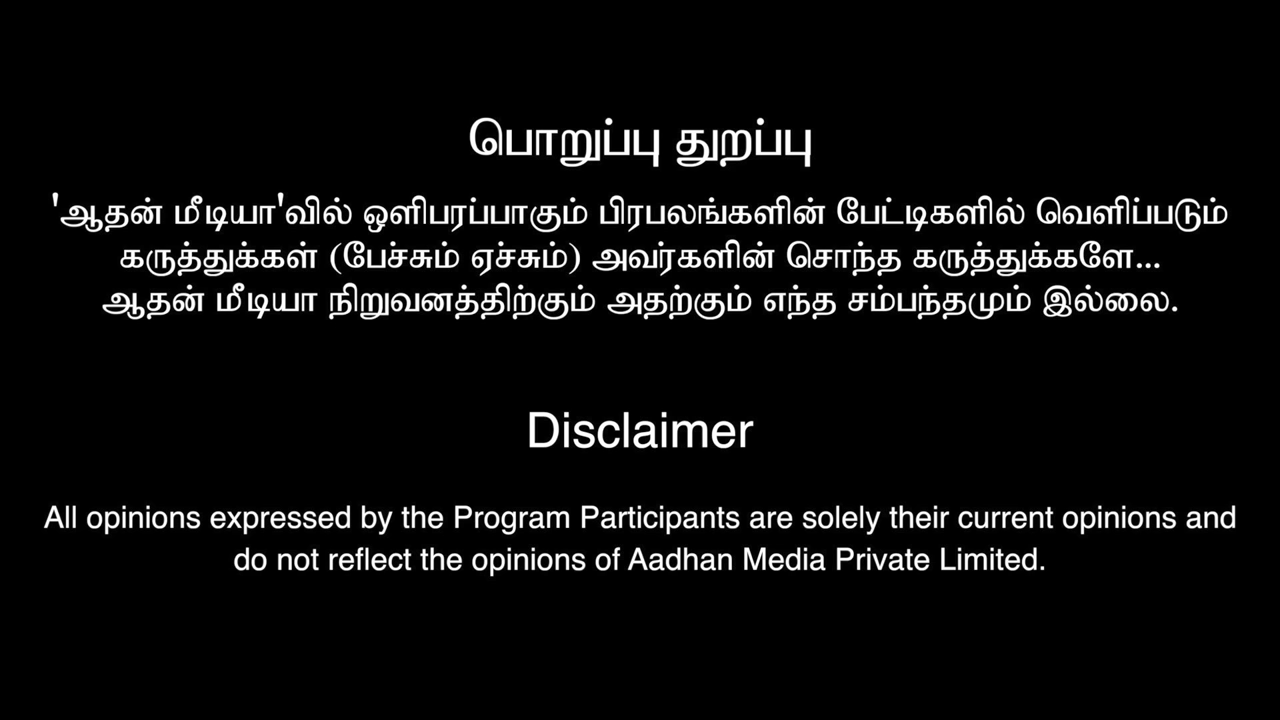 பொறுப்பு துறப்பு
'ஆதன் மீடியா'வில் ஒளிபரப்பாகும் பிரபலங்களின் பேட்டிகளில் வெளிப்படும்
கருத்துக்கள் (பேச்சும் ஏச்சும்) அவர்களின் சொந்த கருத்துக்களே...
ஆதன் மீடியா நிறுவனத்திற்கும் அதற்கும் எந்த சம்பந்தமும் இல்லை.
Disclaimer
All opinions expressed by the Program Participants are solely their current opinions and
do not reflect the opinions of Aadhan Media Private Limited.